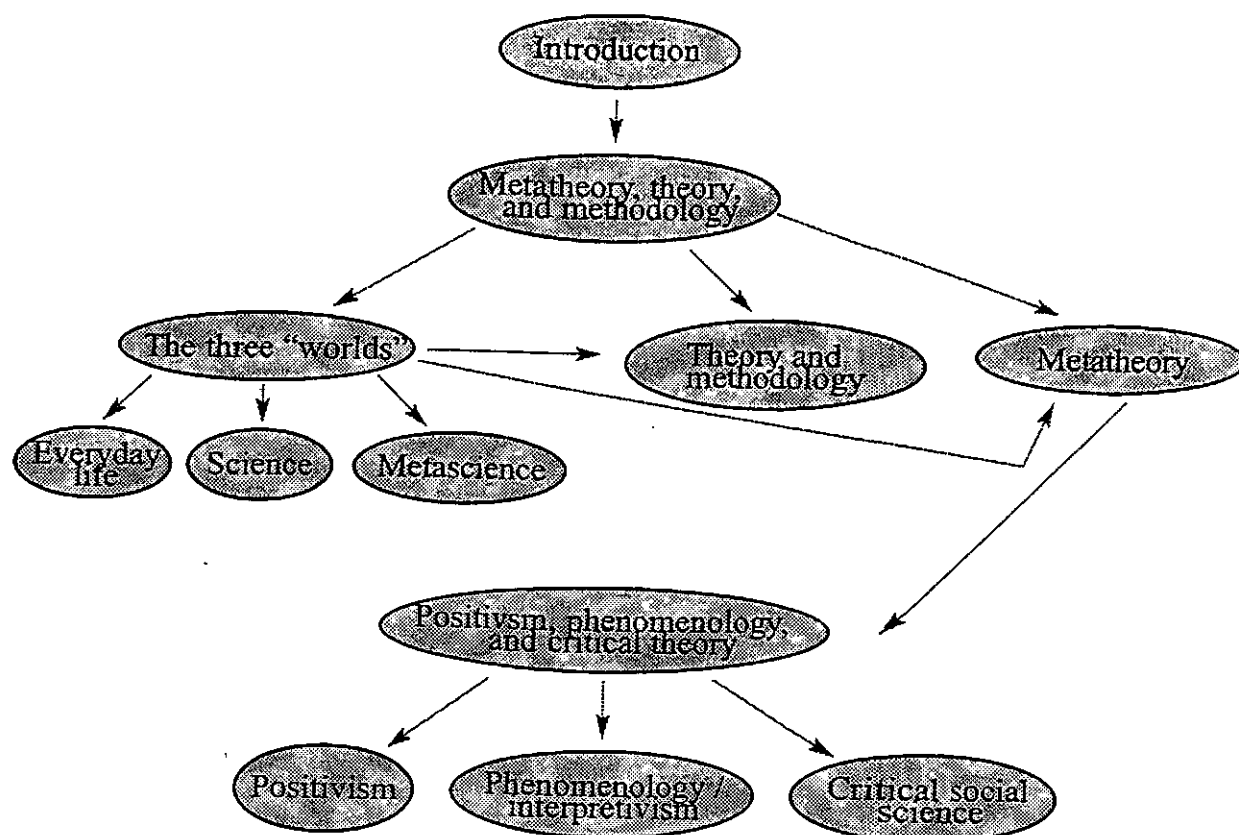 Introduction
Metatheory, theory,
and methodology
The three “worlds”
Theory and
methodology
Metatheory
Everyday
life
Science
Metascience
Positivsm, phenomenology,
and critical theory
Positivism
Phenomenology /
interpretivism
Critical social
science